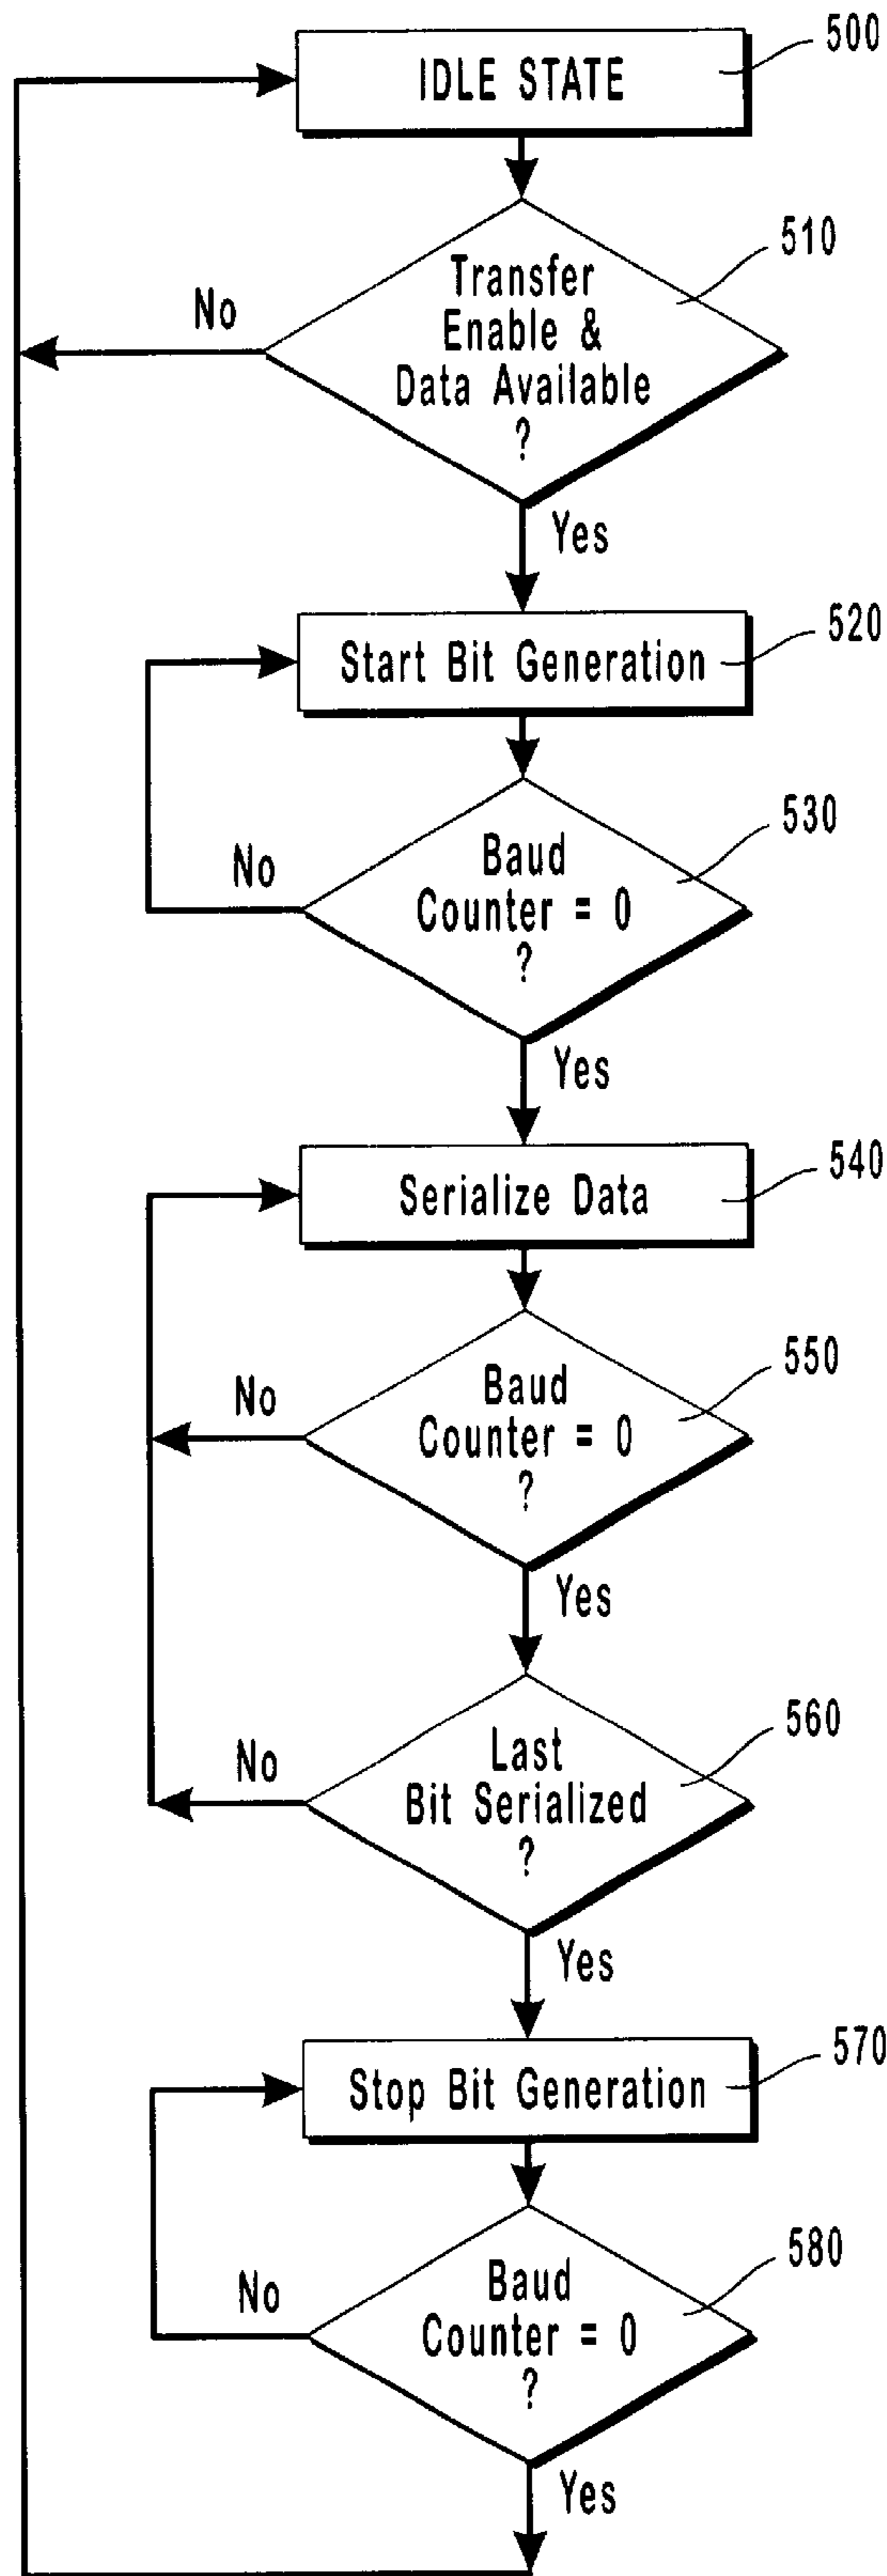 500
IDLE STATE
510
Transfer
Enable &
Data Available
?
No
Yes
520
Start Bit Generation
530
Baud
Counter = 0
?
No
Yes
540
Serialize Data
550
Baud
Counter = 0
?
No
Yes
560
Last
Bit Serialized
?
No
Yes
570
Stop Bit Generation
580
Baud
Counter = 0
?
No
Yes